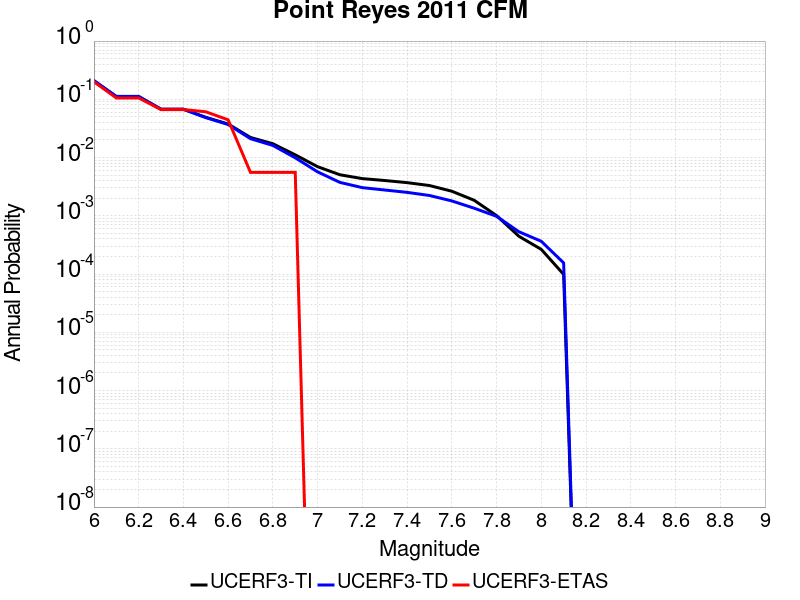 Point Reyes 2011 CFM
10^0
10^-1
10^-2
10^-3
10^-4
10^-5
10^-6
10^-7
10^-8
Annual Probability
6 6.2 6.4 6.6 6.8 7 7.2 7.4 7.6 7.8 8 8.2 8.4 8.6 8.8 9
Magnitude
UCERF3-TI UCERF3-TD UCERF3-ETAS